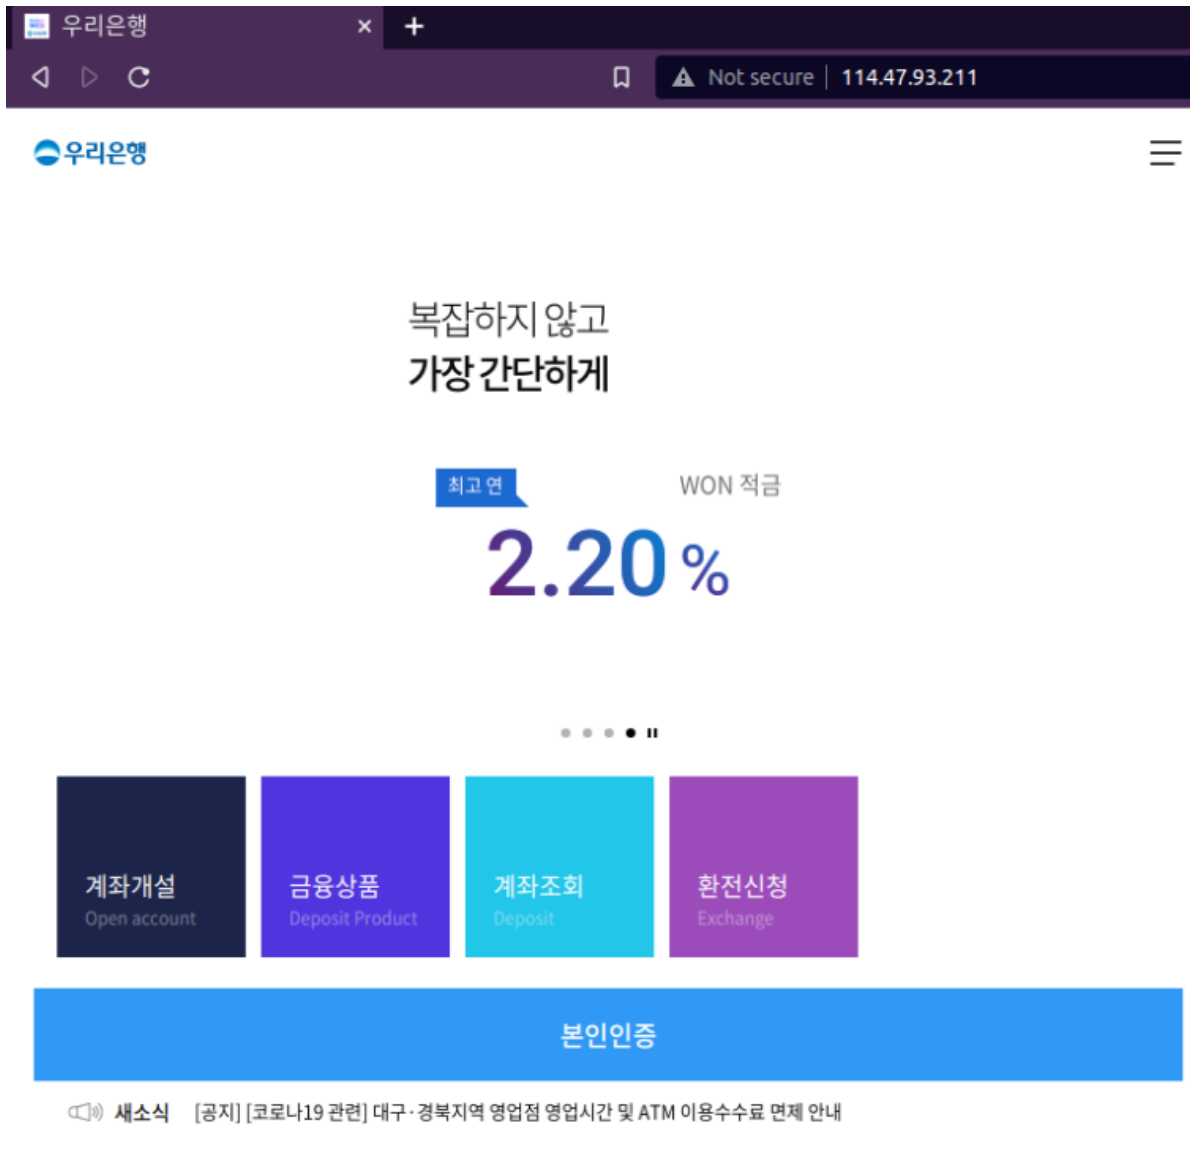 우리은행
Not secure 114.47.93.211
우리은행
복잡하지 않고
가장 간단하게
최고 연 WON 적금
2.20 %
계좌개설 금융상품 계좌조회 환전신청
Open account Deposit Product Deposit Exchange
본인인증
새소식 [공지] [코로나19 관련] 대구·경북지역 영업점 영업시간 및 ATM 이용수수료 면제 안내